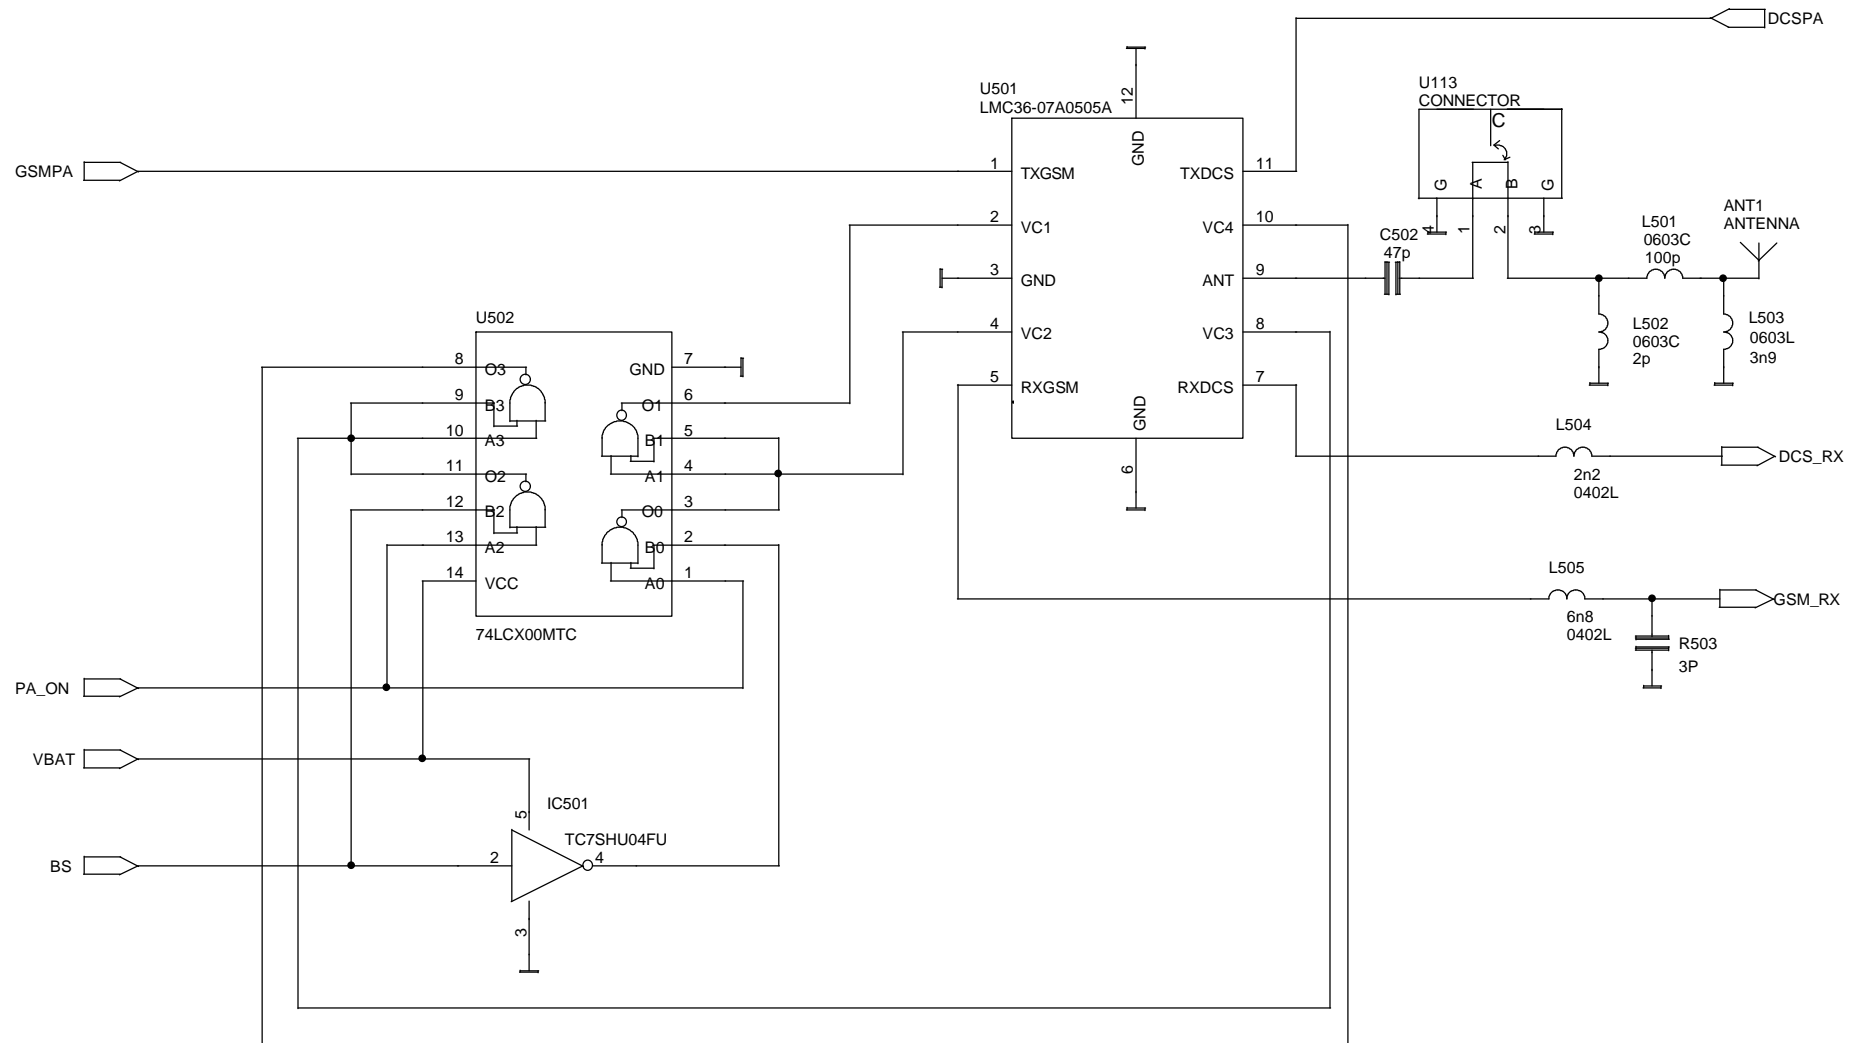 DCSPA
U113
CONNECTOR
C
G
A
B
G
4
1
2
3
U501
LMC36-07A0505A
12
GND
GSMPA
1
TXGSM
TXDCS
11
2
VC1
VC4
10
3
GND
ANT
9
4
VC2
VC3
8
5
RXGSM
RXDCS
7
GND
6
C502
47p
L501
0603C
100p
ANT1
ANTENNA
L502
0603C
2p
L503
0603L
3n9
U502
8
O3
GND
7
9
B3
O1
6
10
A3
B1
5
11
O2
A1
4
12
B2
O0
3
13
A2
B0
2
14
VCC
A0
1
74LCX00MTC
L504
2n2
0402L
DCS_RX
L505
6n8
0402L
GSM_RX
R503
3P
PA_ON
VBAT
IC501
5
TC7SHU04FU
BS
2
4
3